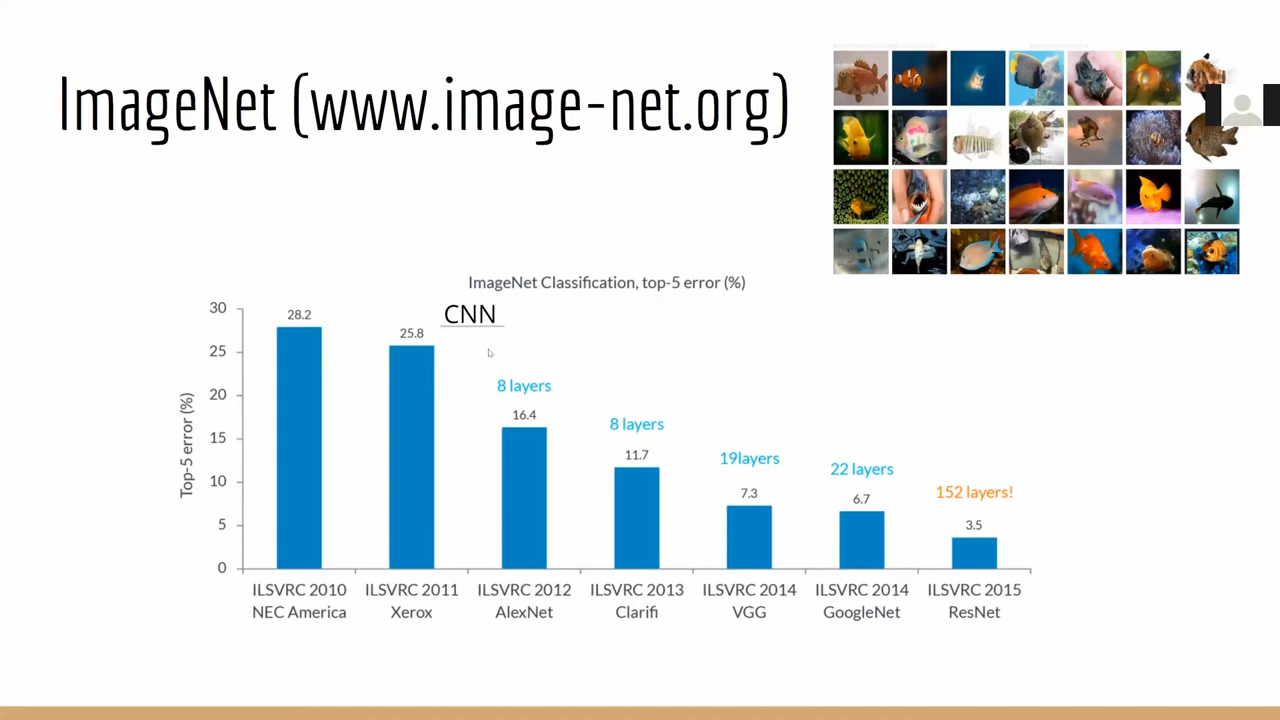 ImageNet (www.image-net.org)
ImageNet Classification, top-5 error (%)
CNN
Top-5 error (%)
30
25
20
15
10
5
0
28.2
25.8
8 layers
16.4
8 layers
11.7
19layers
7.3
22 layers
6.7
152 layers!
3.5
ILSVRC 2010
NEC America
ILSVRC 2011
Xerox
ILSVRC 2012
AlexNet
ILSVRC 2013
Clarifi
ILSVRC 2014
VGG
ILSVRC 2014
GoogleNet
ILSVRC 2015
ResNet